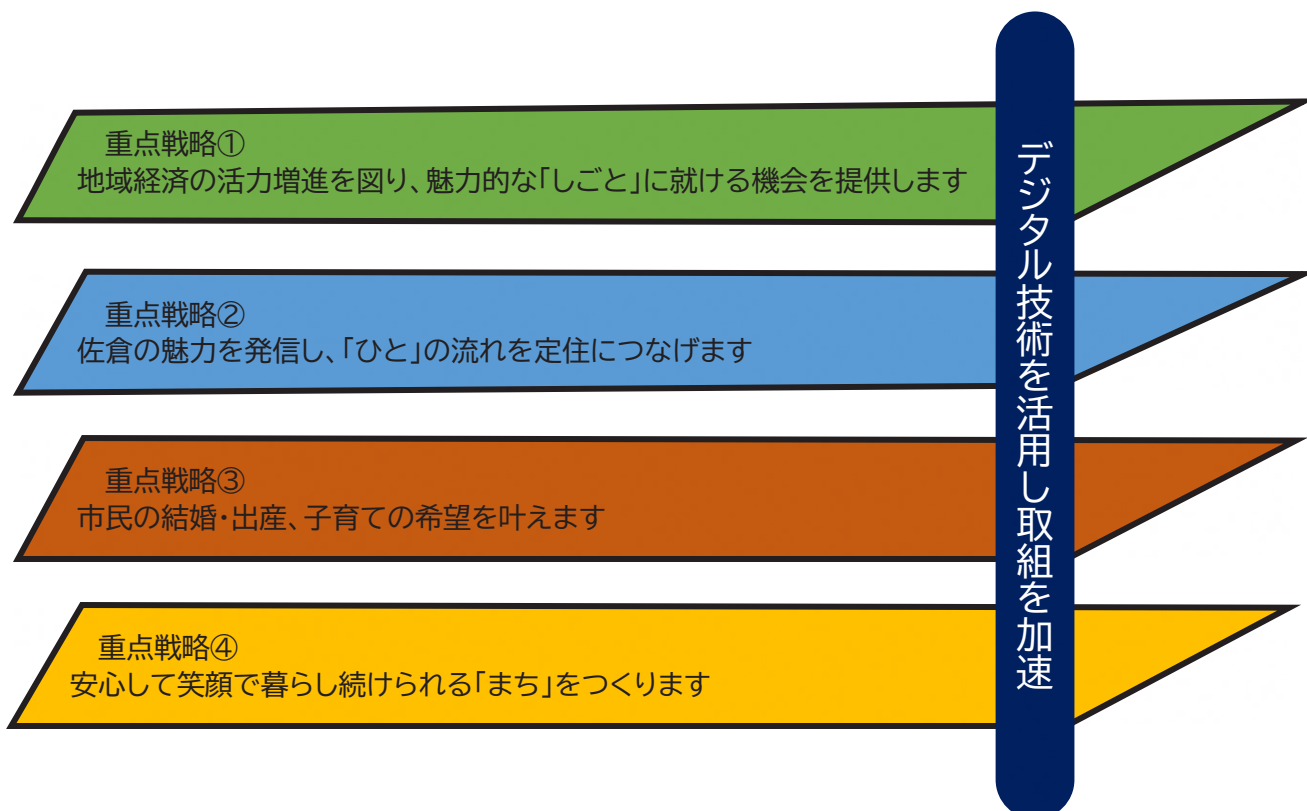 重点戦略①
地域経済の活力増進を図り、魅力的な「しごと」に就ける機会を提供します
重点戦略②
佐倉の魅力を発信し、「ひと」の流れを定住につなげます
重点戦略③
市民の結婚・出産、子育ての希望を叶えます
重点戦略④
安心して笑顔で暮らし続けられる「まち」をつくります
デジタル技術を活用し取組を加速